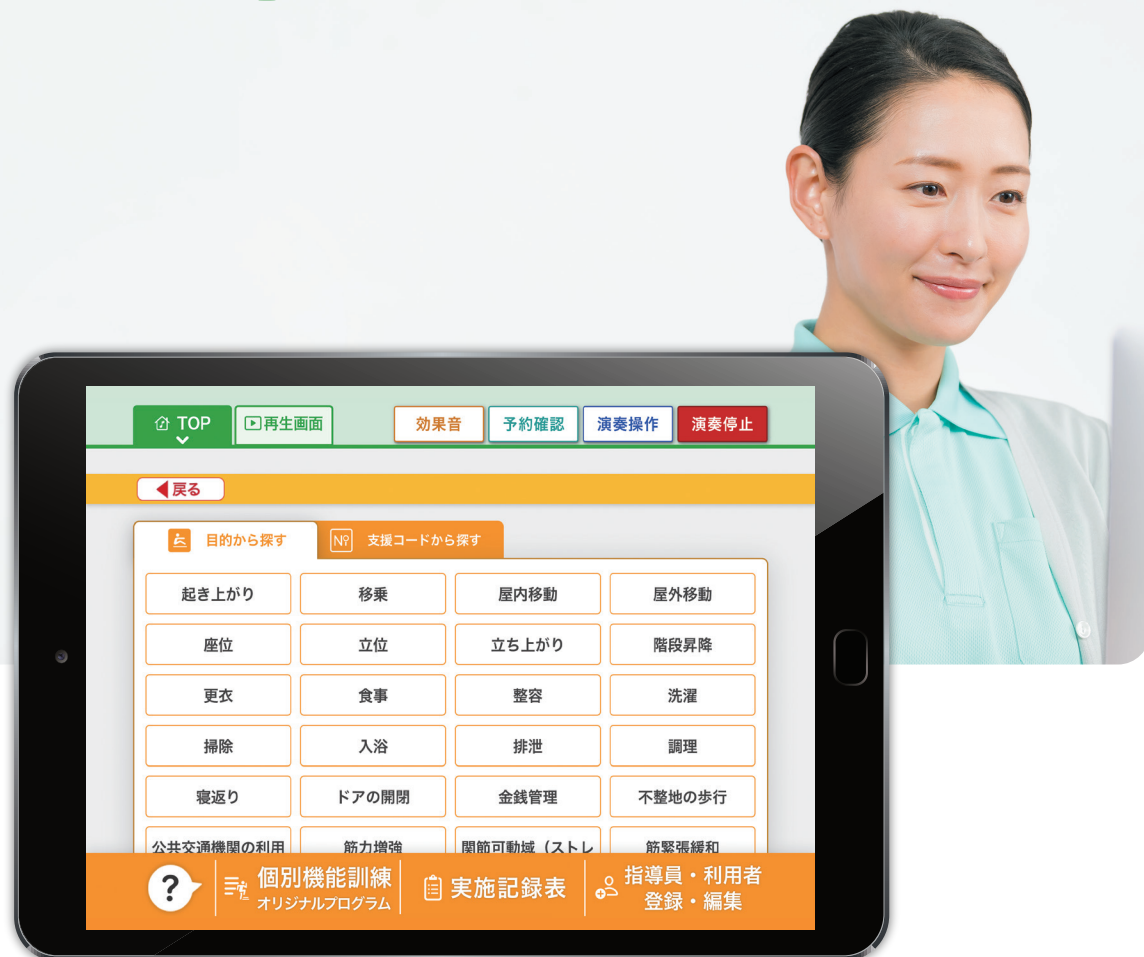 TOP
再生画面
効果音
予約確認
演奏操作
演奏停止
戻る
目的から探す
Nº 支援コードから探す
起き上がり
移乗
屋内移動
屋外移動
座位
立位
立ち上がり
階段昇降
更衣
食事
整容
洗濯
掃除
入浴
排泄
調理
寝返り
ドアの開閉
金銭管理
不整地の歩行
公共交通機関の利用
筋力増強
関節可動域（ストレ
筋緊張緩和
?
個別機能訓練
オリジナルプログラム
実施記録表
指導員・利用者
登録・編集